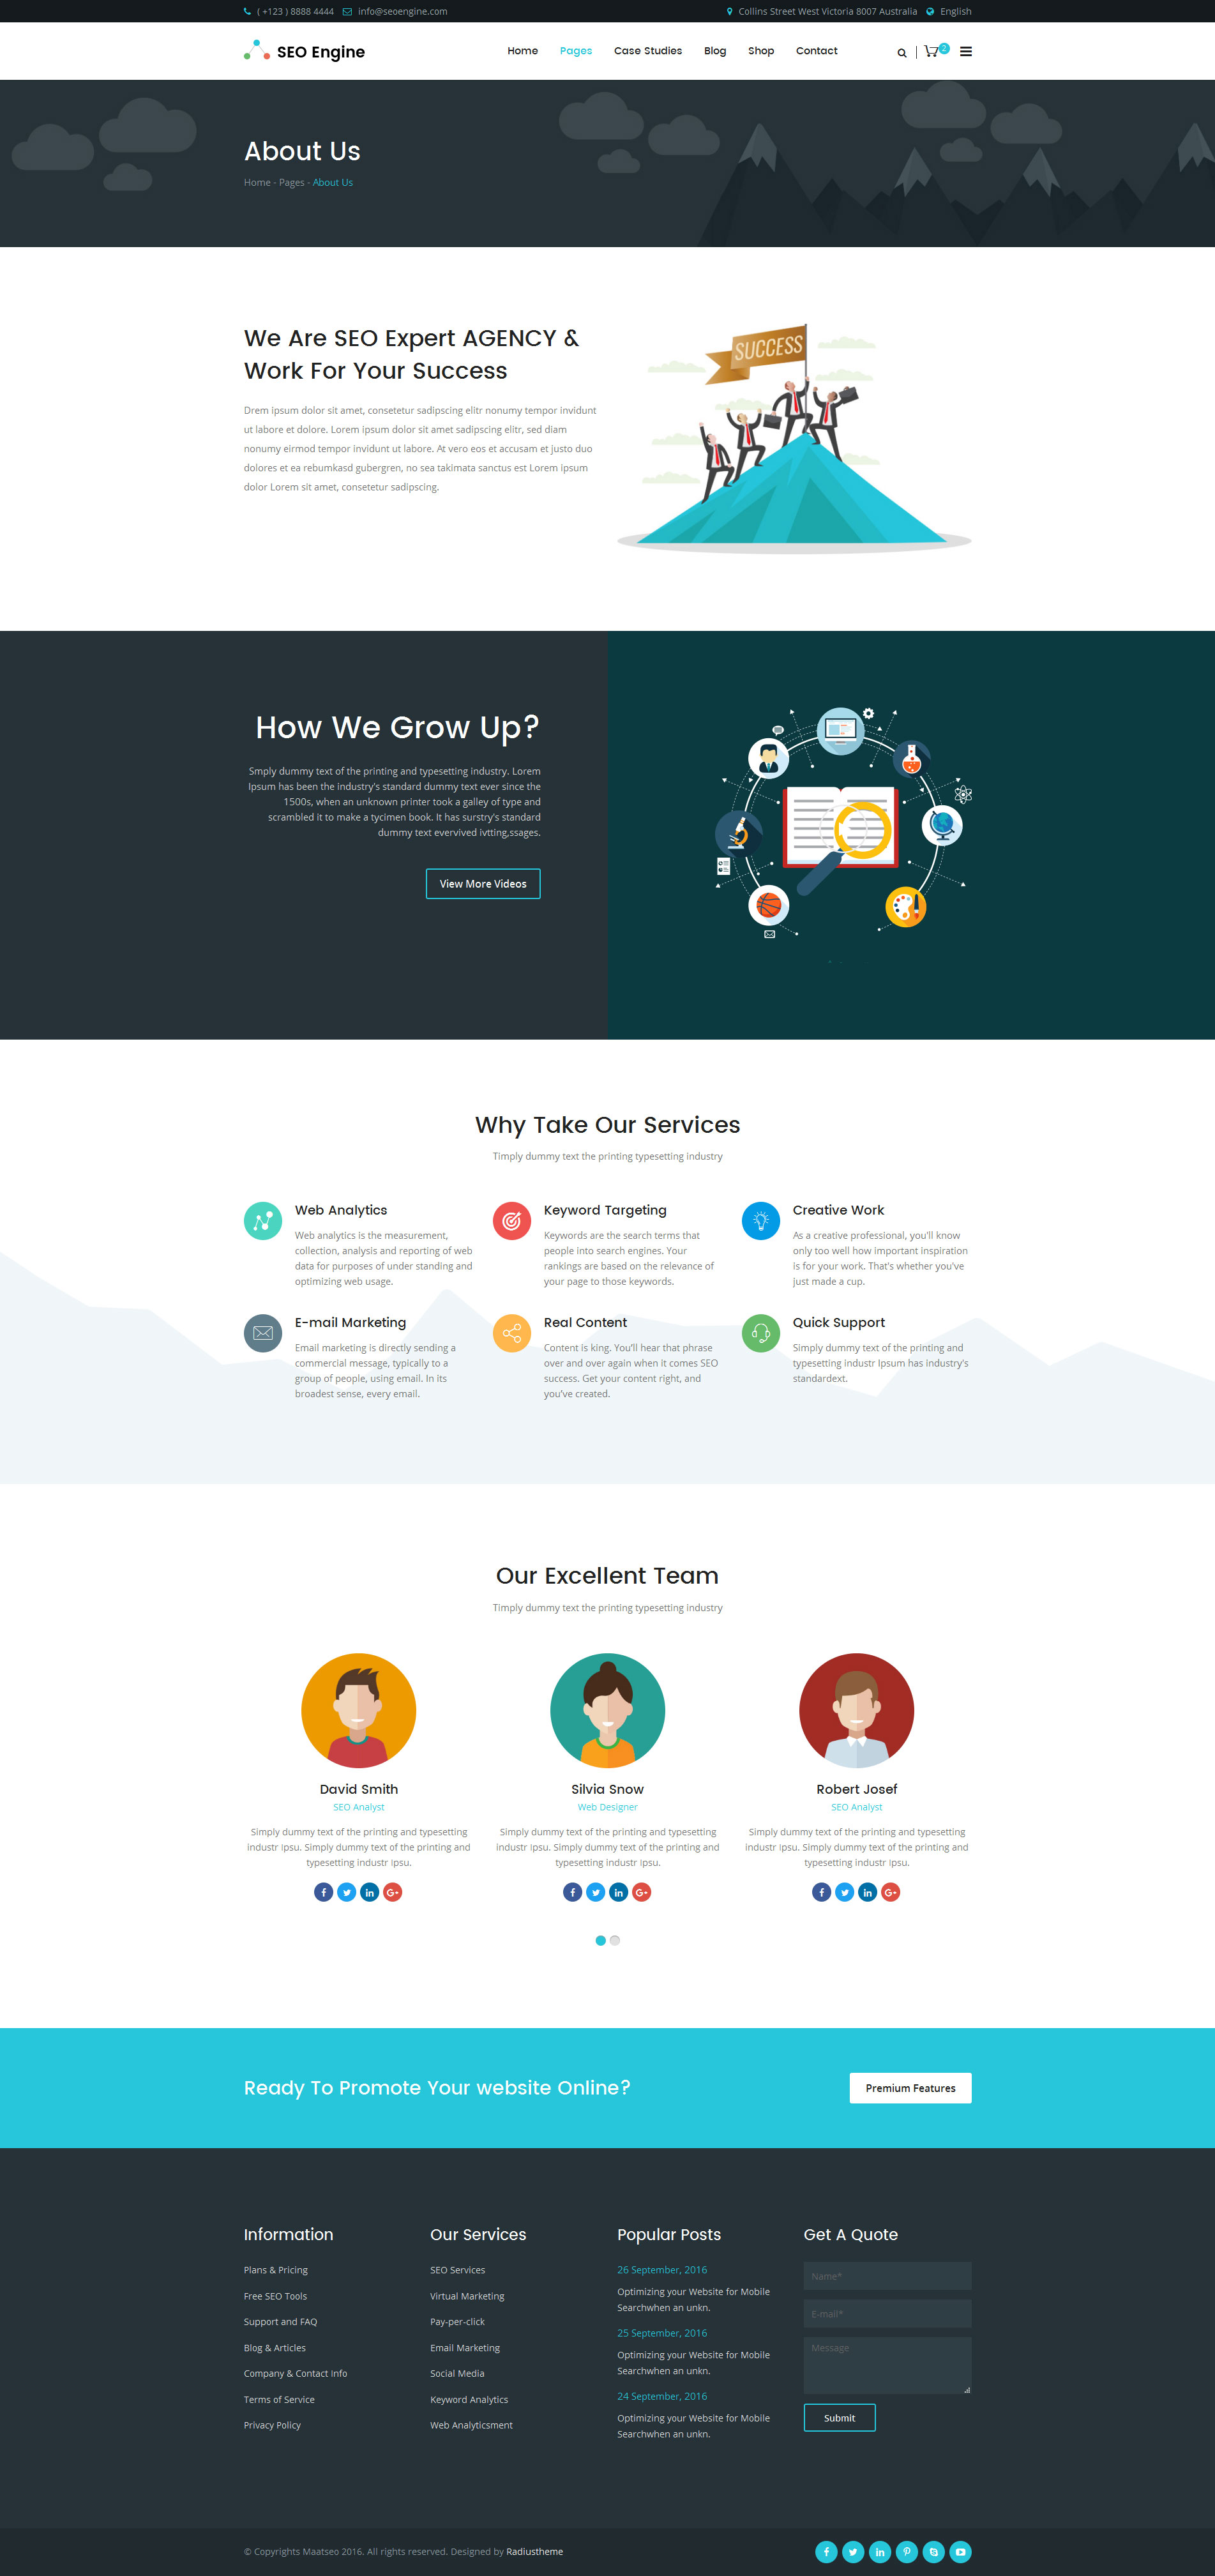 ( +123 ) 8888 4444 info@seoengine.com Collins Street West Victoria 8007 Australia English
SEO Engine Home Pages Case Studies Blog Shop Contact 2
About Us
Home - Pages - About Us
We Are SEO Expert AGENCY &
Work For Your Success
Drem ipsum dolor sit amet, consetetur sadipscing elitr nonumy tempor invidunt
ut labore et dolore. Lorem ipsum dolor sit amet sadipscing elitr, sed diam
nonumy eirmod tempor invidunt ut labore. At vero eos et accusam et justo duo
dolores et ea rebumkasd gubergren, no sea takimata sanctus est Lorem ipsum
dolor Lorem sit amet, consetetur sadipscing.
SUCCESS
How We Grow Up?
Smply dummy text of the printing and typesetting industry. Lorem
Ipsum has been the industry's standard dummy text ever since the
1500s, when an unknown printer took a galley of type and
scrambled it to make a tycimen book. It has surstry's standard
dummy text evervived ivtting,ssages.
View More Videos
Why Take Our Services
Timply dummy text the printing typesetting industry
Web Analytics
Web analytics is the measurement,
collection, analysis and reporting of web
data for purposes of under standing and
optimizing web usage.
Keyword Targeting
Keywords are the search terms that
people into search engines. Your
rankings are based on the relevance of
your page to those keywords.
Creative Work
As a creative professional, you'll know
only too well how important inspiration
is for your work. That's whether you've
just made a cup.
E-mail Marketing
Email marketing is directly sending a
commercial message, typically to a
group of people, using email. In its
broadest sense, every email.
Real Content
Content is king. You'll hear that phrase
over and over again when it comes SEO
success. Get your content right, and
you've created.
Quick Support
Simply dummy text of the printing and
typesetting industr Ipsum has industry's
standardext.
Our Excellent Team
Timply dummy text the printing typesetting industry
David Smith
SEO Analyst
Simply dummy text of the printing and typesetting
industr ipsu. Simply dummy text of the printing and
typesetting industr ipsu.
Silvia Snow
Web Designer
Simply dummy text of the printing and typesetting
industr ipsu. Simply dummy text of the printing and
typesetting industr ipsu.
Robert Josef
SEO Analyst
Simply dummy text of the printing and typesetting
industr ipsu. Simply dummy text of the printing and
typesetting industr ipsu.
Ready To Promote Your website Online?
Premium Features
Information
Plans & Pricing
Free SEO Tools
Support and FAQ
Blog & Articles
Company & Contact Info
Terms of Service
Privacy Policy
Our Services
SEO Services
Virtual Marketing
Pay-per-click
Email Marketing
Social Media
Keyword Analytics
Web Analyticsment
Popular Posts
26 September, 2016
Optimizing your Website for Mobile
Searchwhen an unkn.
25 September, 2016
Optimizing your Website for Mobile
Searchwhen an unkn.
24 September, 2016
Optimizing your Website for Mobile
Searchwhen an unkn.
Get A Quote
Name*
E-mail*
Message
Submit
© Copyrights Maatseo 2016. All rights reserved. Designed by Radiustheme